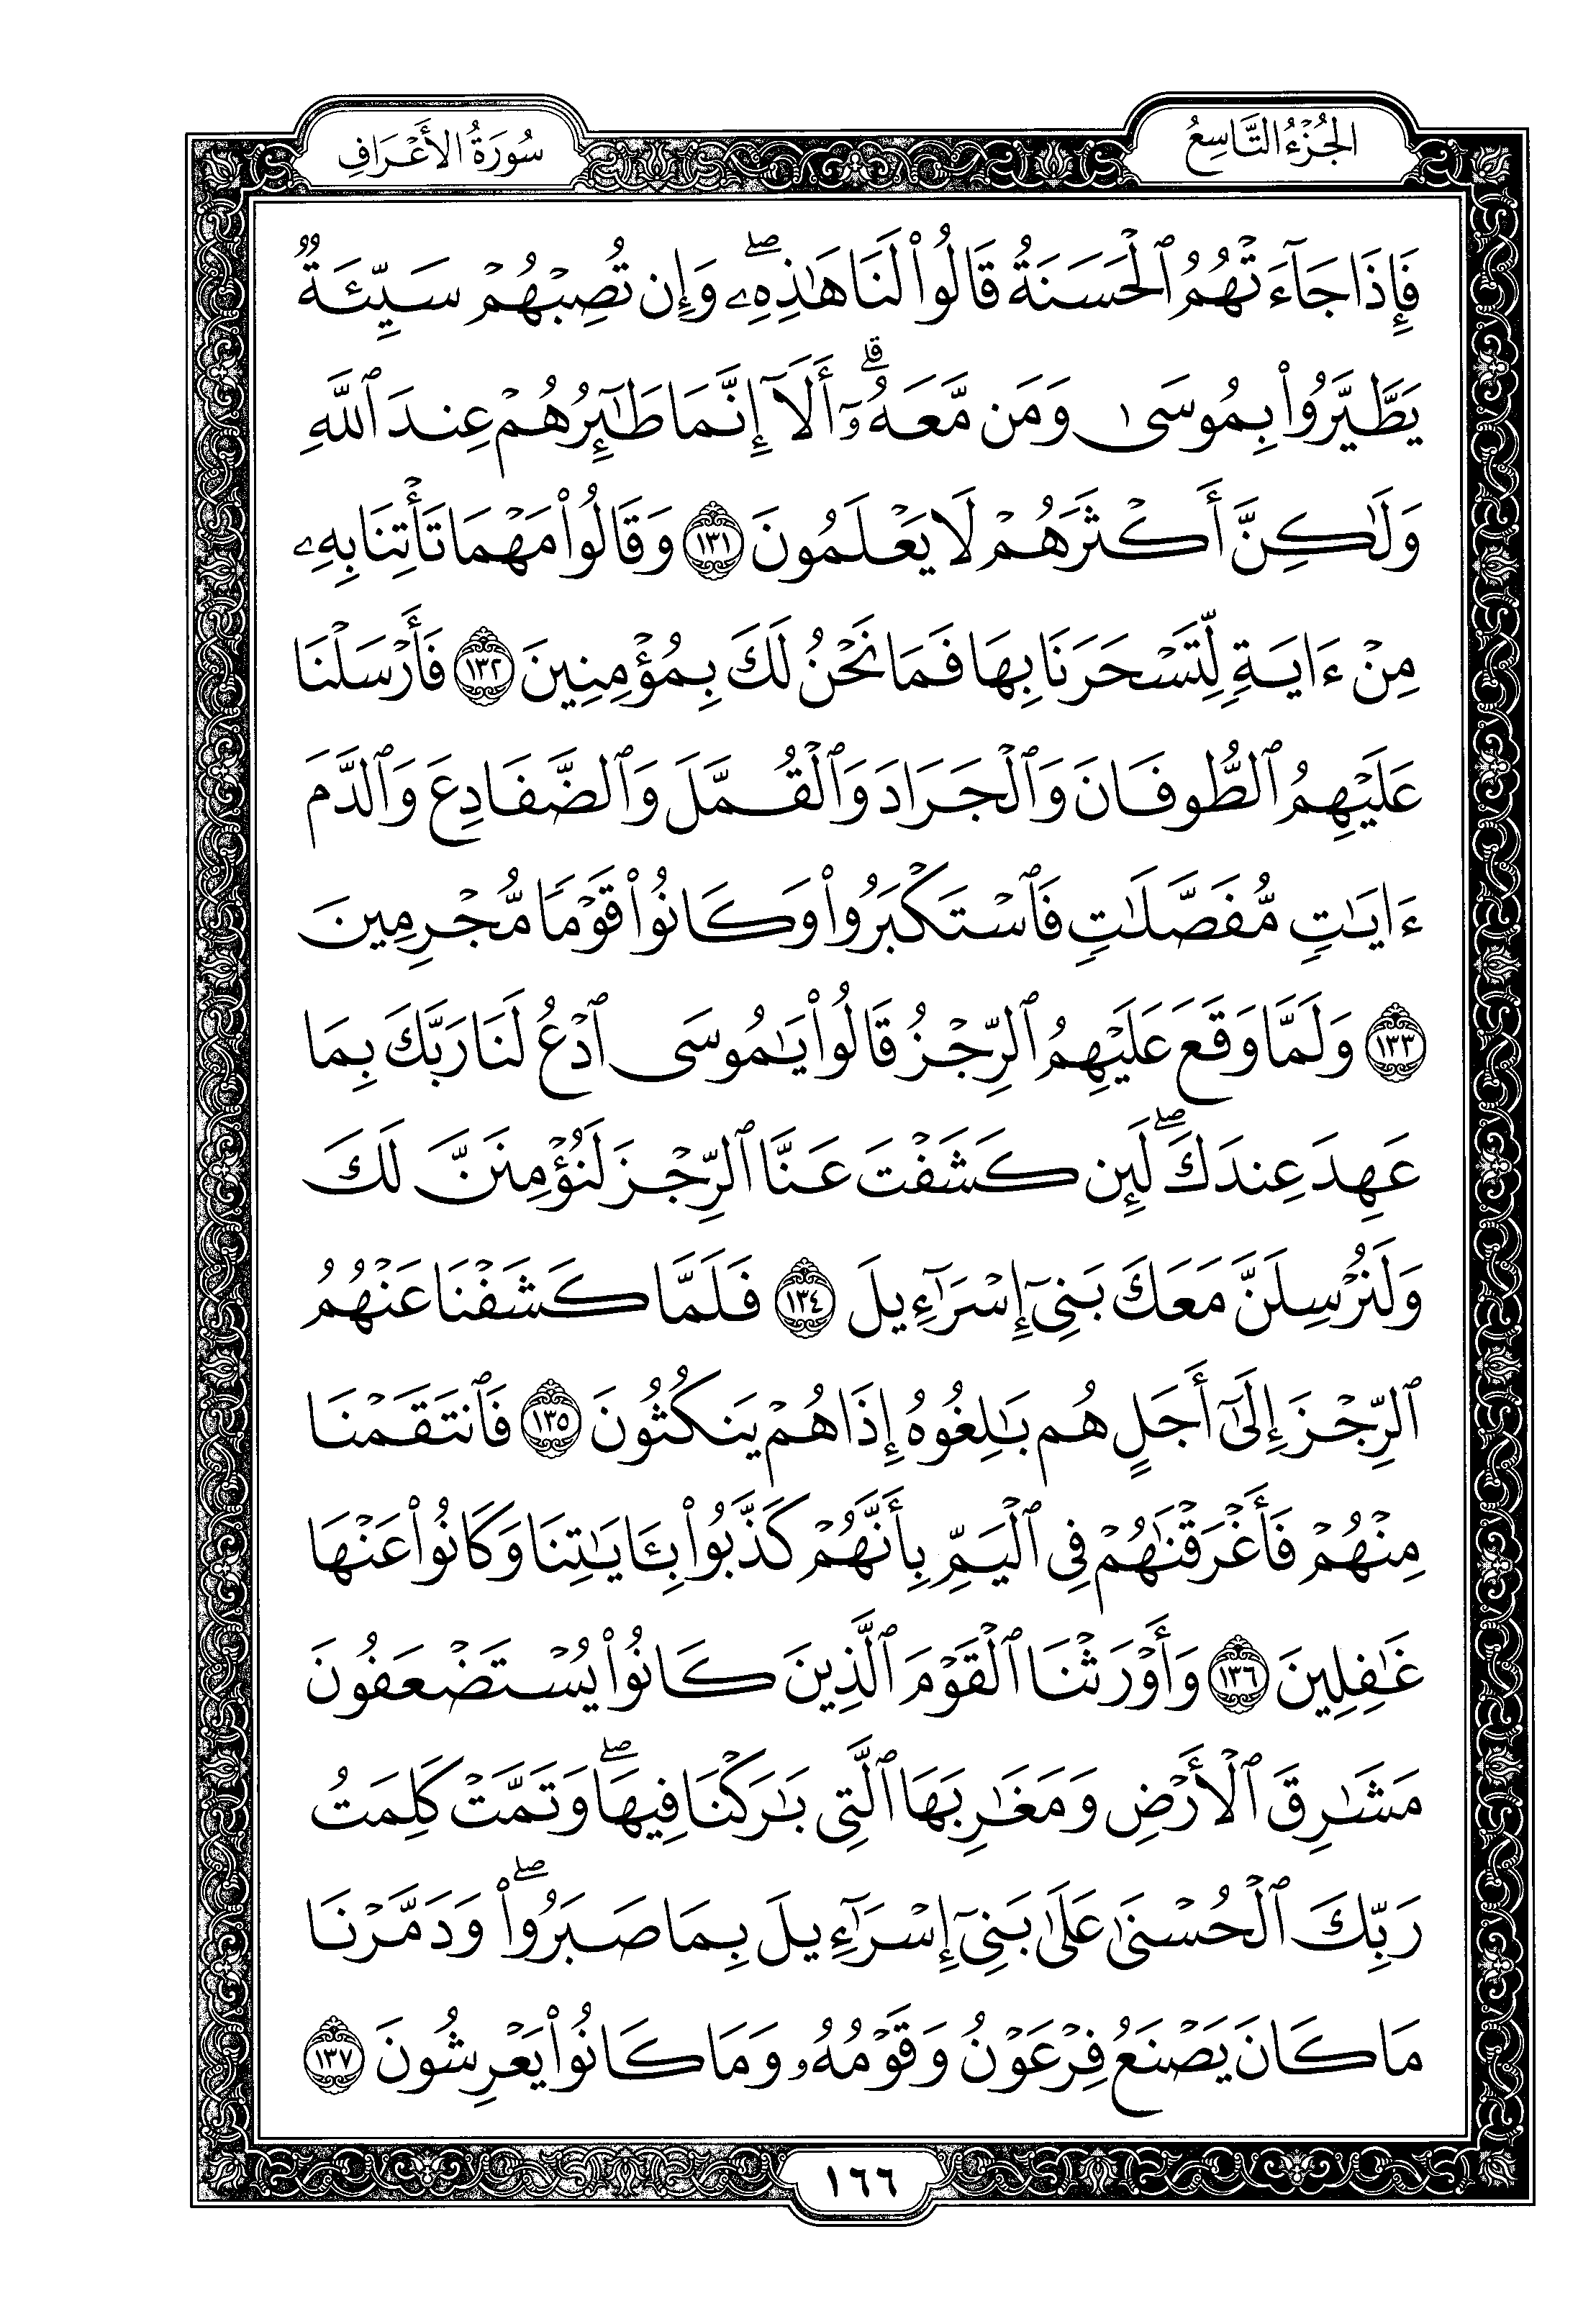 الجُزْءُ التَّاسِعُ
سُورَةُ الأَعْرَافِ
فَإِذَا جَآءَتْهُمُ ٱلْحَسَنَةُ قَالُوا۟ لَنَا هَٰذِهِۦ ۖ وَإِن تُصِبْهُمْ سَيِّئَةٌ
يَطَّيَّرُوا۟ بِمُوسَىٰ وَمَن مَّعَهُۥٓ ۗ أَلَآ إِنَّمَا طَٰٓئِرُهُمْ عِندَ ٱللَّهِ
وَلَٰكِنَّ أَكْثَرَهُمْ لَا يَعْلَمُونَ ١٣١ وَقَالُوا۟ مَهْمَا تَأْتِنَا بِهِۦ
مِنْ ءَايَةٍ لِّتَسْحَرَنَا بِهَا فَمَا نَحْنُ لَكَ بِمُؤْمِنِينَ ١٣٢ فَأَرْسَلْنَا
عَلَيْهِمُ ٱلطُّوفَانَ وَٱلْجَرَادَ وَٱلْقُمَّلَ وَٱلضَّفَادِعَ وَٱلدَّمَ
ءَايَٰتٍ مُّفَصَّلَٰتٍ فَٱسْتَكْبَرُوا۟ وَكَانُوا۟ قَوْمًا مُّجْرِمِينَ
١٣٣ وَلَمَّا وَقَعَ عَلَيْهِمُ ٱلرِّجْزُ قَالُوا۟ يَٰمُوسَى ٱدْعُ لَنَا رَبَّكَ بِمَا
عَهِدَ عِندَكَ ۖ لَئِن كَشَفْتَ عَنَّا ٱلرِّجْزَ لَنُؤْمِنَنَّ لَكَ
وَلَنُرْسِلَنَّ مَعَكَ بَنِىٓ إِسْرَٰٓءِيلَ ١٣٤ فَلَمَّا كَشَفْنَا عَنْهُمُ
ٱلرِّجْزَ إِلَىٰٓ أَجَلٍ هُم بَٰلِغُوهُ إِذَا هُمْ يَنكُثُونَ ١٣٥ فَٱنتَقَمْنَا
مِنْهُمْ فَأَغْرَقْنَٰهُمْ فِى ٱلْيَمِّ بِأَنَّهُمْ كَذَّبُوا۟ بِـَٔايَٰتِنَا وَكَانُوا۟ عَنْهَا
غَٰفِلِينَ ١٣٦ وَأَوْرَثْنَا ٱلْقَوْمَ ٱلَّذِينَ كَانُوا۟ يُسْتَضْعَفُونَ
مَشَٰرِقَ ٱلْأَرْضِ وَمَغَٰرِبَهَا ٱلَّتِى بَٰرَكْنَا فِيهَا ۖ وَتَمَّتْ كَلِمَتُ
رَبِّكَ ٱلْحُسْنَىٰ عَلَىٰ بَنِىٓ إِسْرَٰٓءِيلَ بِمَا صَبَرُوا۟ ۖ وَدَمَّرْنَا
مَا كَانَ يَصْنَعُ فِرْعَوْنُ وَقَوْمُهُۥ وَمَا كَانُوا۟ يَعْرِشُونَ ١٣٧
١٦٦